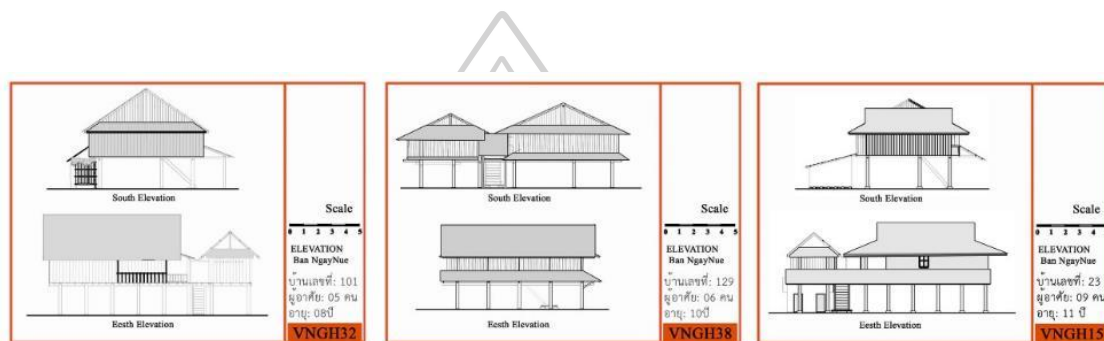 South Elevation
Eesth Elevation
Scale
0 1 2 3 4 5
ELEVATION
Ban NgayNue
บ้านเลขที่: 101
ผู้อาศัย: 05 คน
อายุ: 08ปี
VNGH32
South Elevation
Eesth Elevation
Scale
0 1 2 3 4 5
ELEVATION
Ban NgayNue
บ้านเลขที่: 129
ผู้อาศัย: 06 คน
อายุ: 10ปี
VNGH38
South Elevation
Eesth Elevation
Scale
0 1 2 3 4
ELEVATION
Ban NgayNue
บ้านเลขที่: 23
ผู้อาศัย: 09 คน
อายุ: 11 ปี
VNGH15